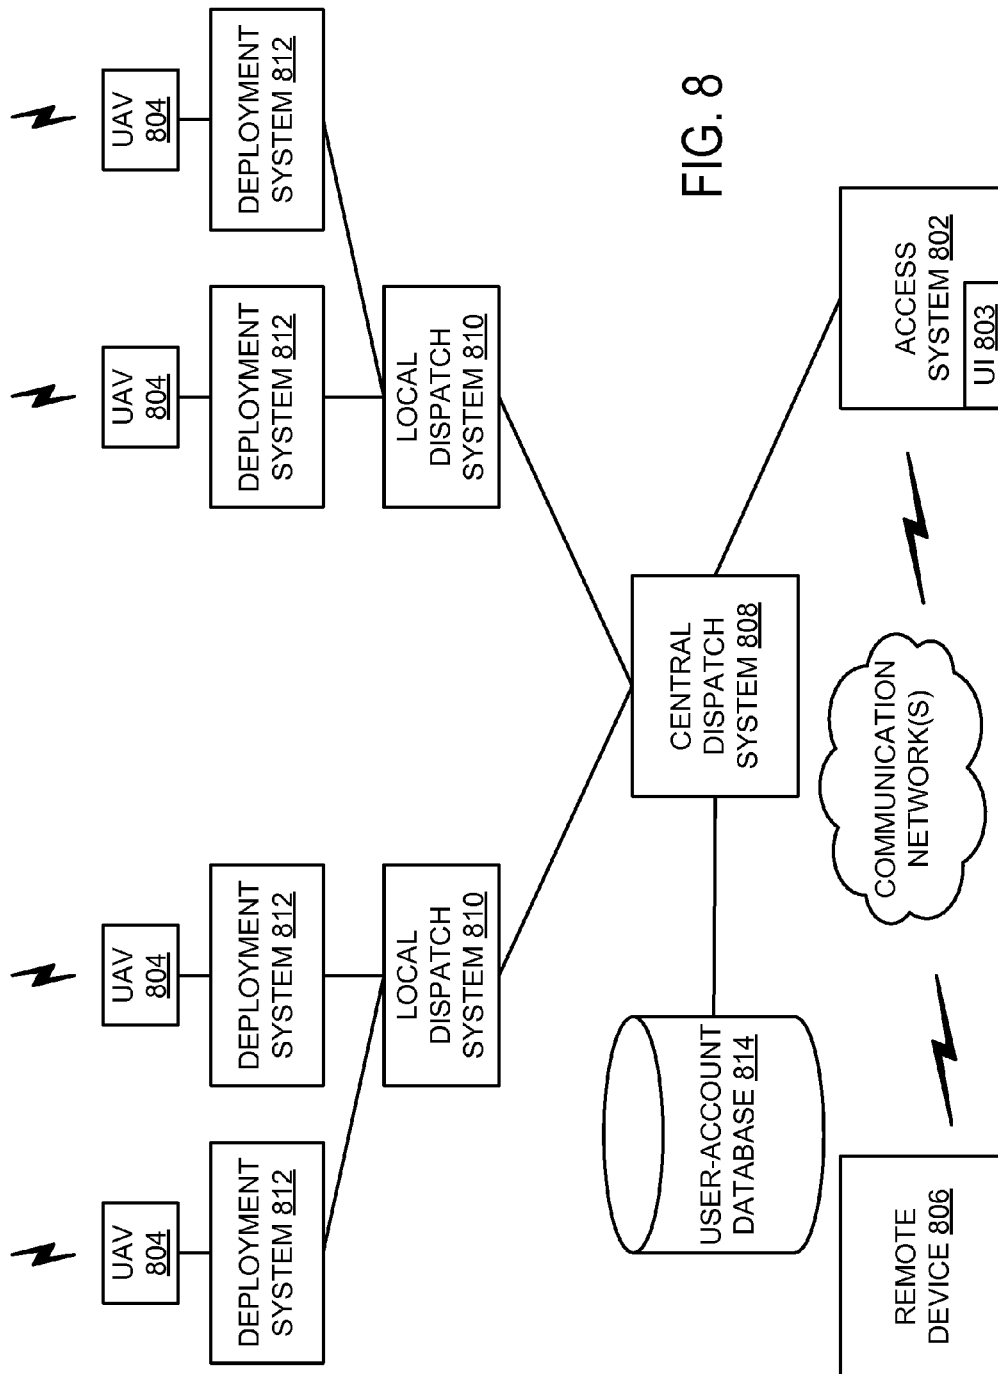 UAV
804
UAV
804
UAV
804
UAV
804
DEPLOYMENT
SYSTEM 812
DEPLOYMENT
SYSTEM 812
DEPLOYMENT
SYSTEM 812
DEPLOYMENT
SYSTEM 812
LOCAL
DISPATCH
SYSTEM 810
LOCAL
DISPATCH
SYSTEM 810
USER-ACCOUNT
DATABASE 814
CENTRAL
DISPATCH
SYSTEM 808
FIG. 8
REMOTE
DEVICE 806
COMMUNICATION
NETWORK(S)
ACCESS
SYSTEM 802
UI 803